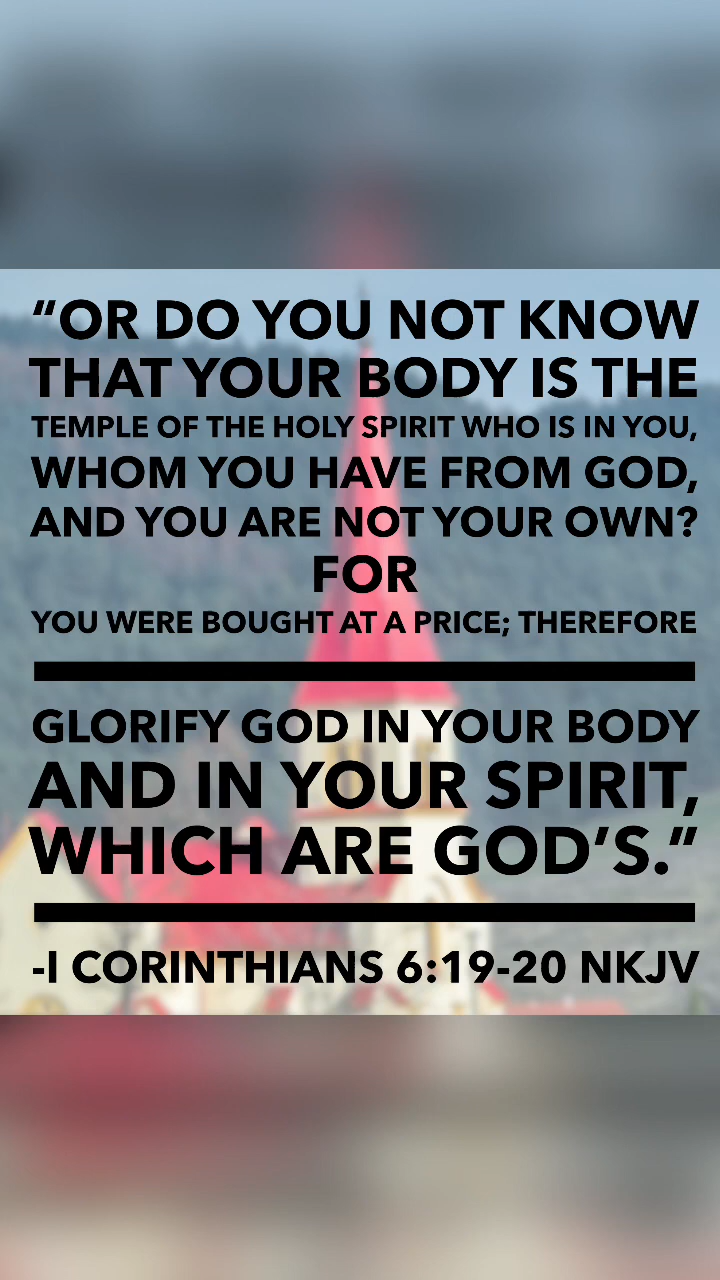 “OR DO YOU NOT KNOW
THAT YOUR BODY IS THE
TEMPLE OF THE HOLY SPIRIT WHO IS IN YOU,
WHOM YOU HAVE FROM GOD,
AND YOU ARE NOT YOUR OWN?
FOR
YOU WERE BOUGHT AT A PRICE; THEREFORE
GLORIFY GOD IN YOUR BODY
AND IN YOUR SPIRIT,
WHICH ARE GOD’S.”
-I CORINTHIANS 6:19-20 NKJV